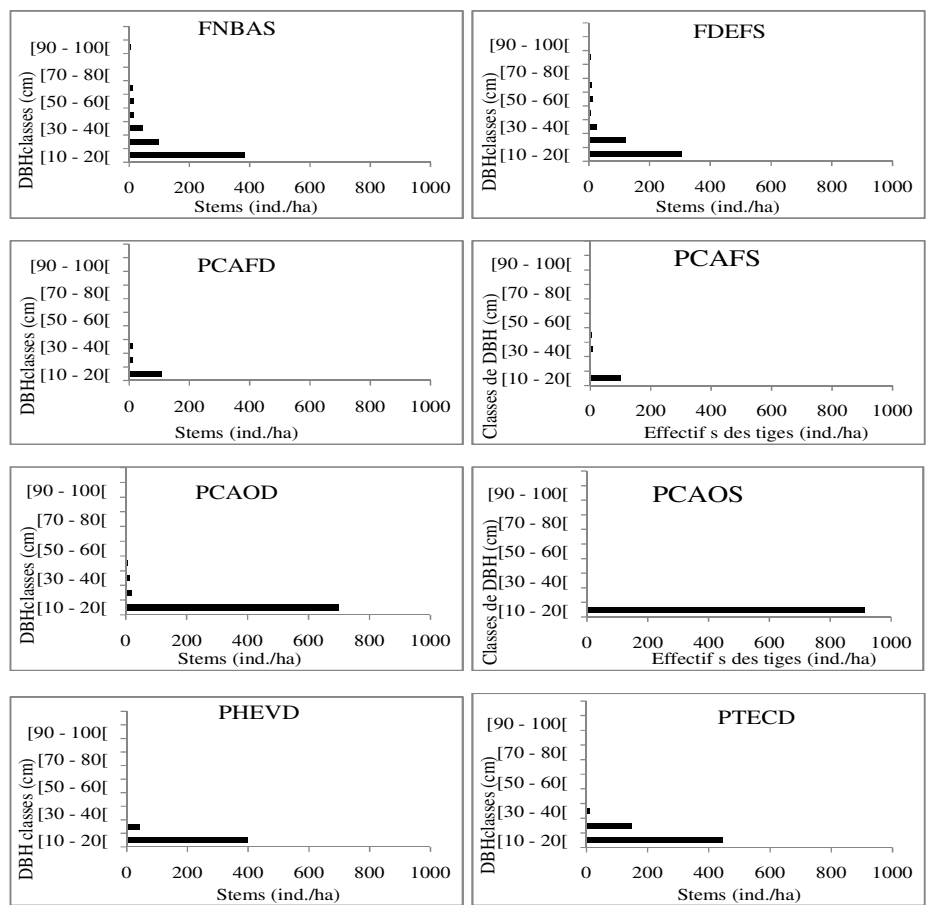 FNBAS
DBHclasses (cm)
[90 - 100[
[70 - 80[
[50 - 60[
[30 - 40[
[10 - 20[
0 200 400 600 800 1000
Stems (ind./ha)
FDEFS
DBHclasses (cm)
[90 - 100[
[70 - 80[
[50 - 60[
[30 - 40[
[10 - 20[
0 200 400 600 800 1000
Stems (ind./ha)
PCAFD
DBHclasses (cm)
[90 - 100[
[70 - 80[
[50 - 60[
[30 - 40[
[10 - 20[
0 200 400 600 800 1000
Stems (ind./ha)
PCAFS
Classes de DBH (cm)
[90 - 100[
[70 - 80[
[50 - 60[
[30 - 40[
[10 - 20[
0 200 400 600 800 1000
Effectif s des tiges (ind./ha)
PCAOD
DBHclasses (cm)
[90 - 100[
[70 - 80[
[50 - 60[
[30 - 40[
[10 - 20[
0 200 400 600 800 1000
Stems (ind./ha)
PCAOS
Classes de DBH (cm)
[90 - 100[
[70 - 80[
[50 - 60[
[30 - 40[
[10 - 20[
0 200 400 600 800 1000
Effectif s des tiges (ind./ha)
PHEVD
DBH classes (cm)
[90 - 100[
[70 - 80[
[50 - 60[
[30 - 40[
[10 - 20[
0 200 400 600 800 1000
Stems (ind./ha)
PTECD
DBHclasses (cm)
[90 - 100[
[70 - 80[
[50 - 60[
[30 - 40[
[10 - 20[
0 200 400 600 800 1000
Stems (ind./ha)